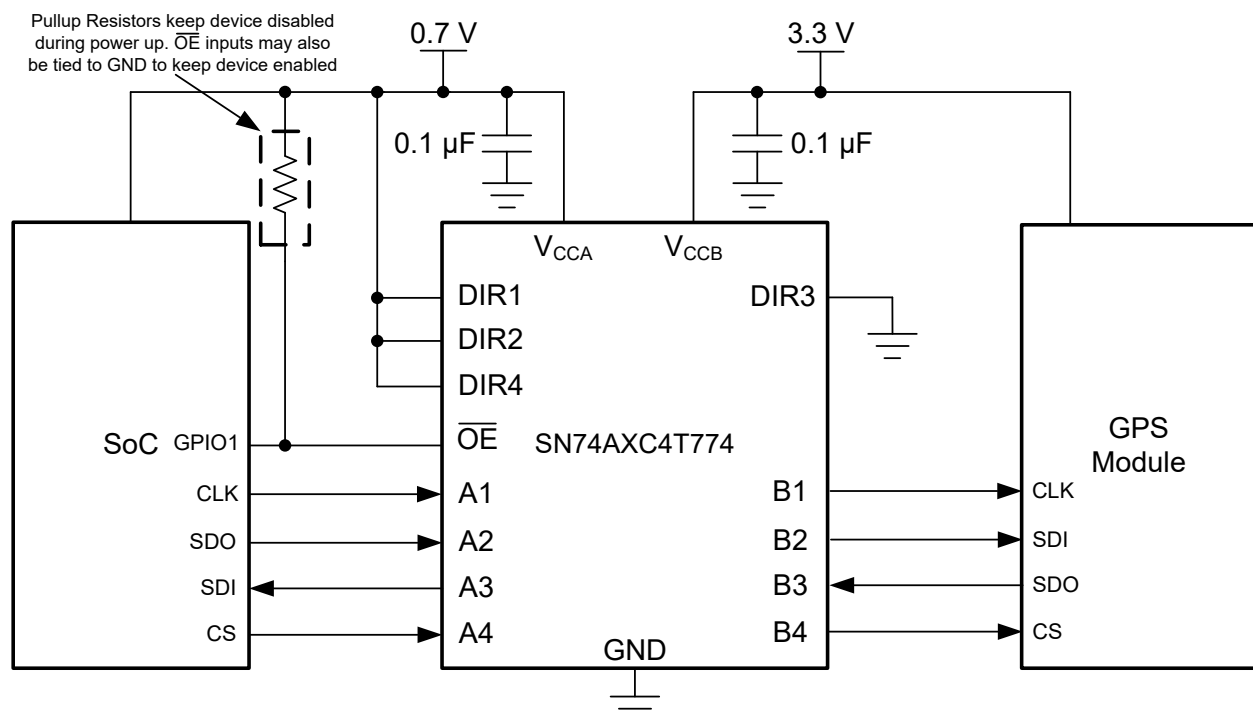 Pullup Resistors keep device disabled
during power up. OE inputs may also
be tied to GND to keep device enabled
0.7 V
3.3 V
0.1 µF
0.1 µF
VCCA
VCCB
DIR1
DIR2
DIR4
DIR3
SoC
GPIO1
OE
SN74AXC4T774
GPS
Module
CLK
A1
B1
CLK
SDO
A2
B2
SDI
SDI
A3
B3
SDO
CS
A4
B4
CS
GND